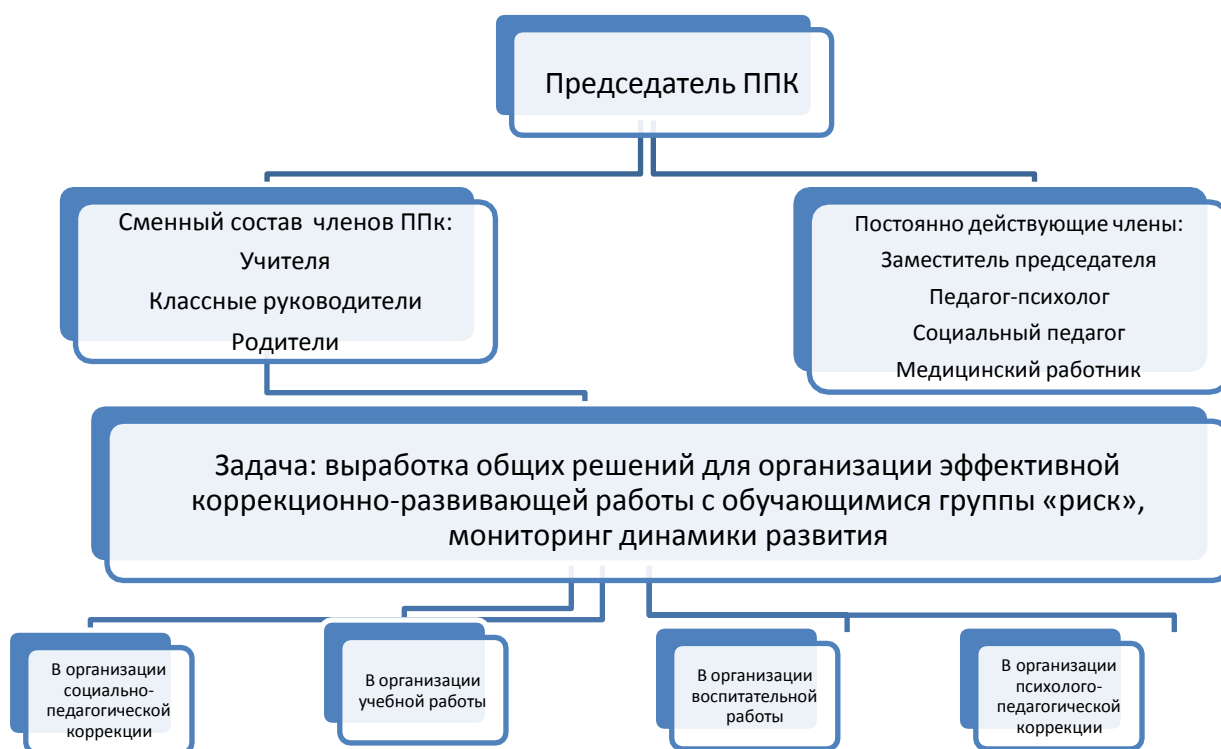 Председатель ППК
Сменный состав членов ППк:
Учителя
Классные руководители
Родители
Постоянно действующие члены:
Заместитель председателя
Педагог-психолог
Социальный педагог
Медицинский работник
Задача: выработка общих решений для организации эффективной
коррекционно-развивающей работы с обучающимися группы «риск»,
мониторинг динамики развития
В организации
социально-
педагогической
коррекции
В организации
учебной работы
В организации
воспитательной
работы
В организации
психолого-
педагогической
коррекции